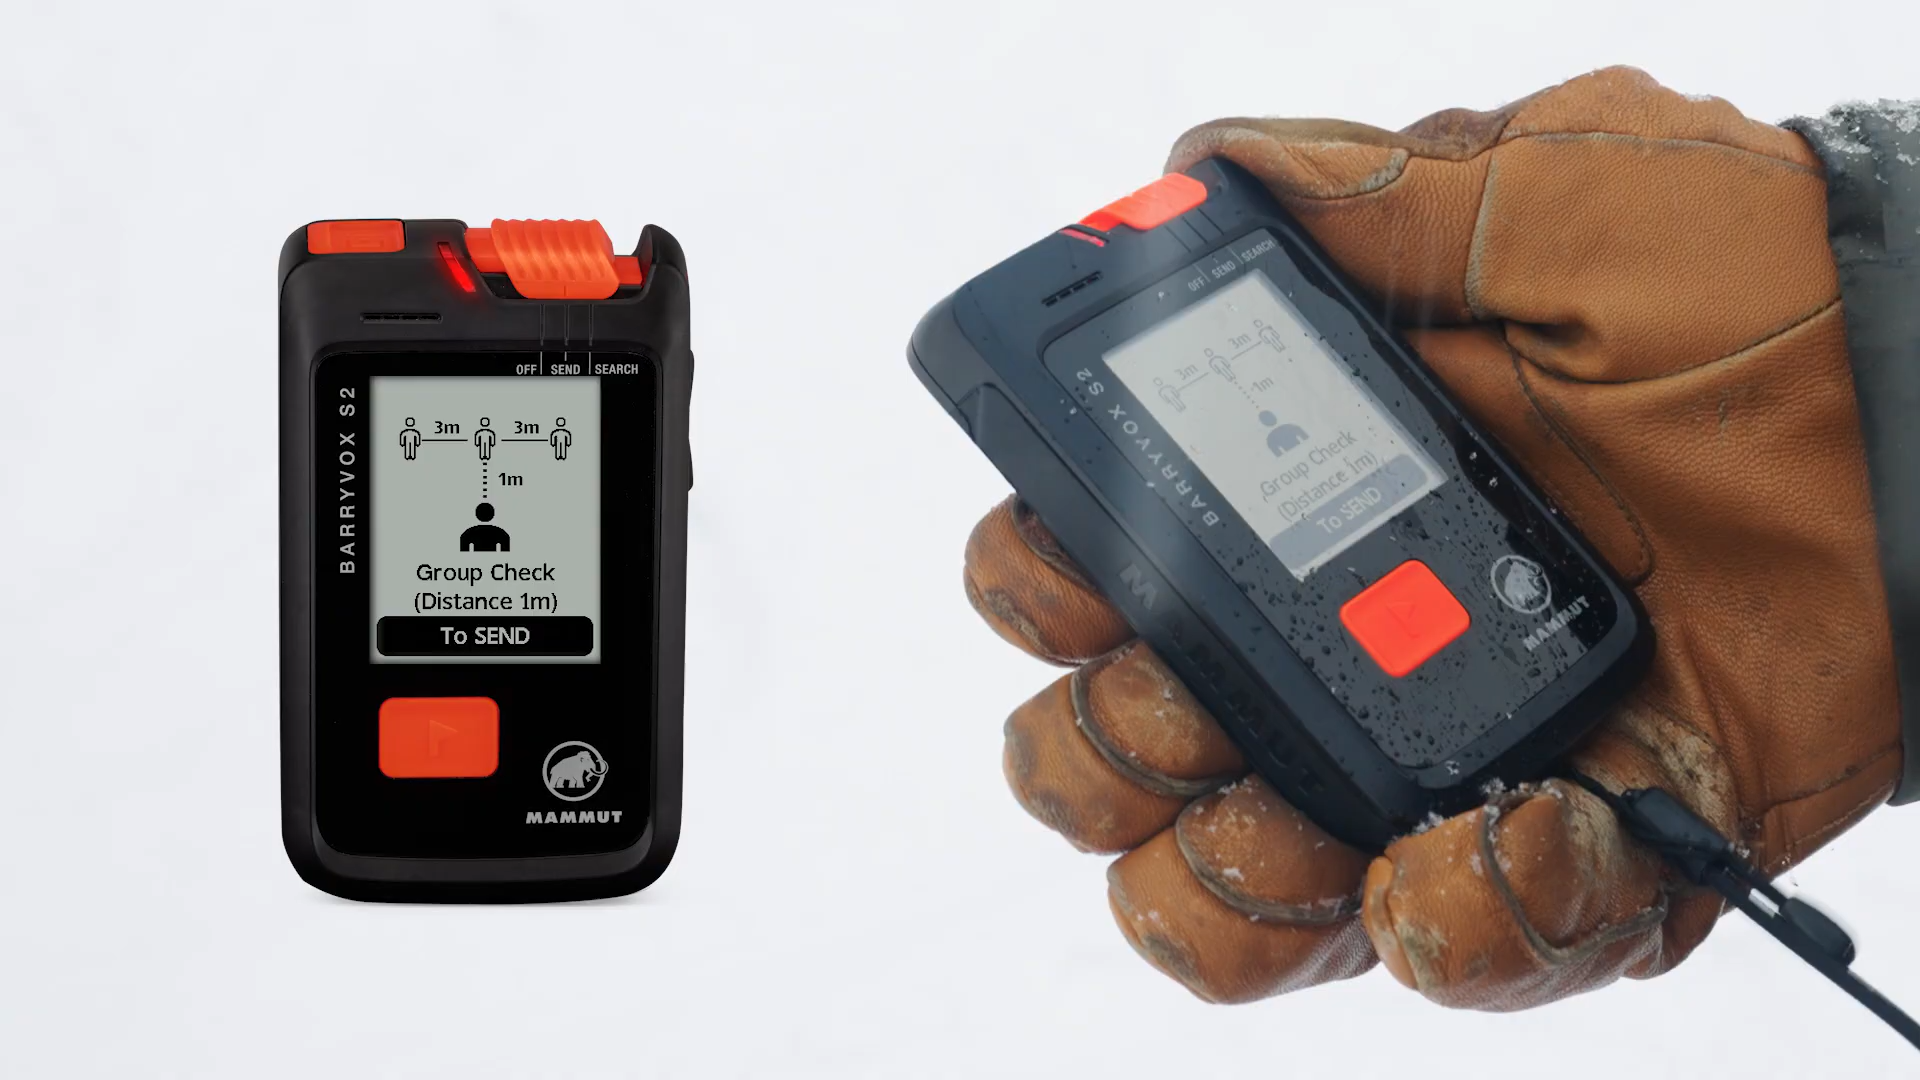 OFF SEND SEARCH
BARRYVOX S2
3m 3m
1m
Group Check
(Distance 1m)
To SEND
MAMMUT
OFF SEND SEARCH
BARRYVOX S2
3m 3m
1m
Group Check
(Distance 1m)
To SEND
MAMMUT
MAMMUT